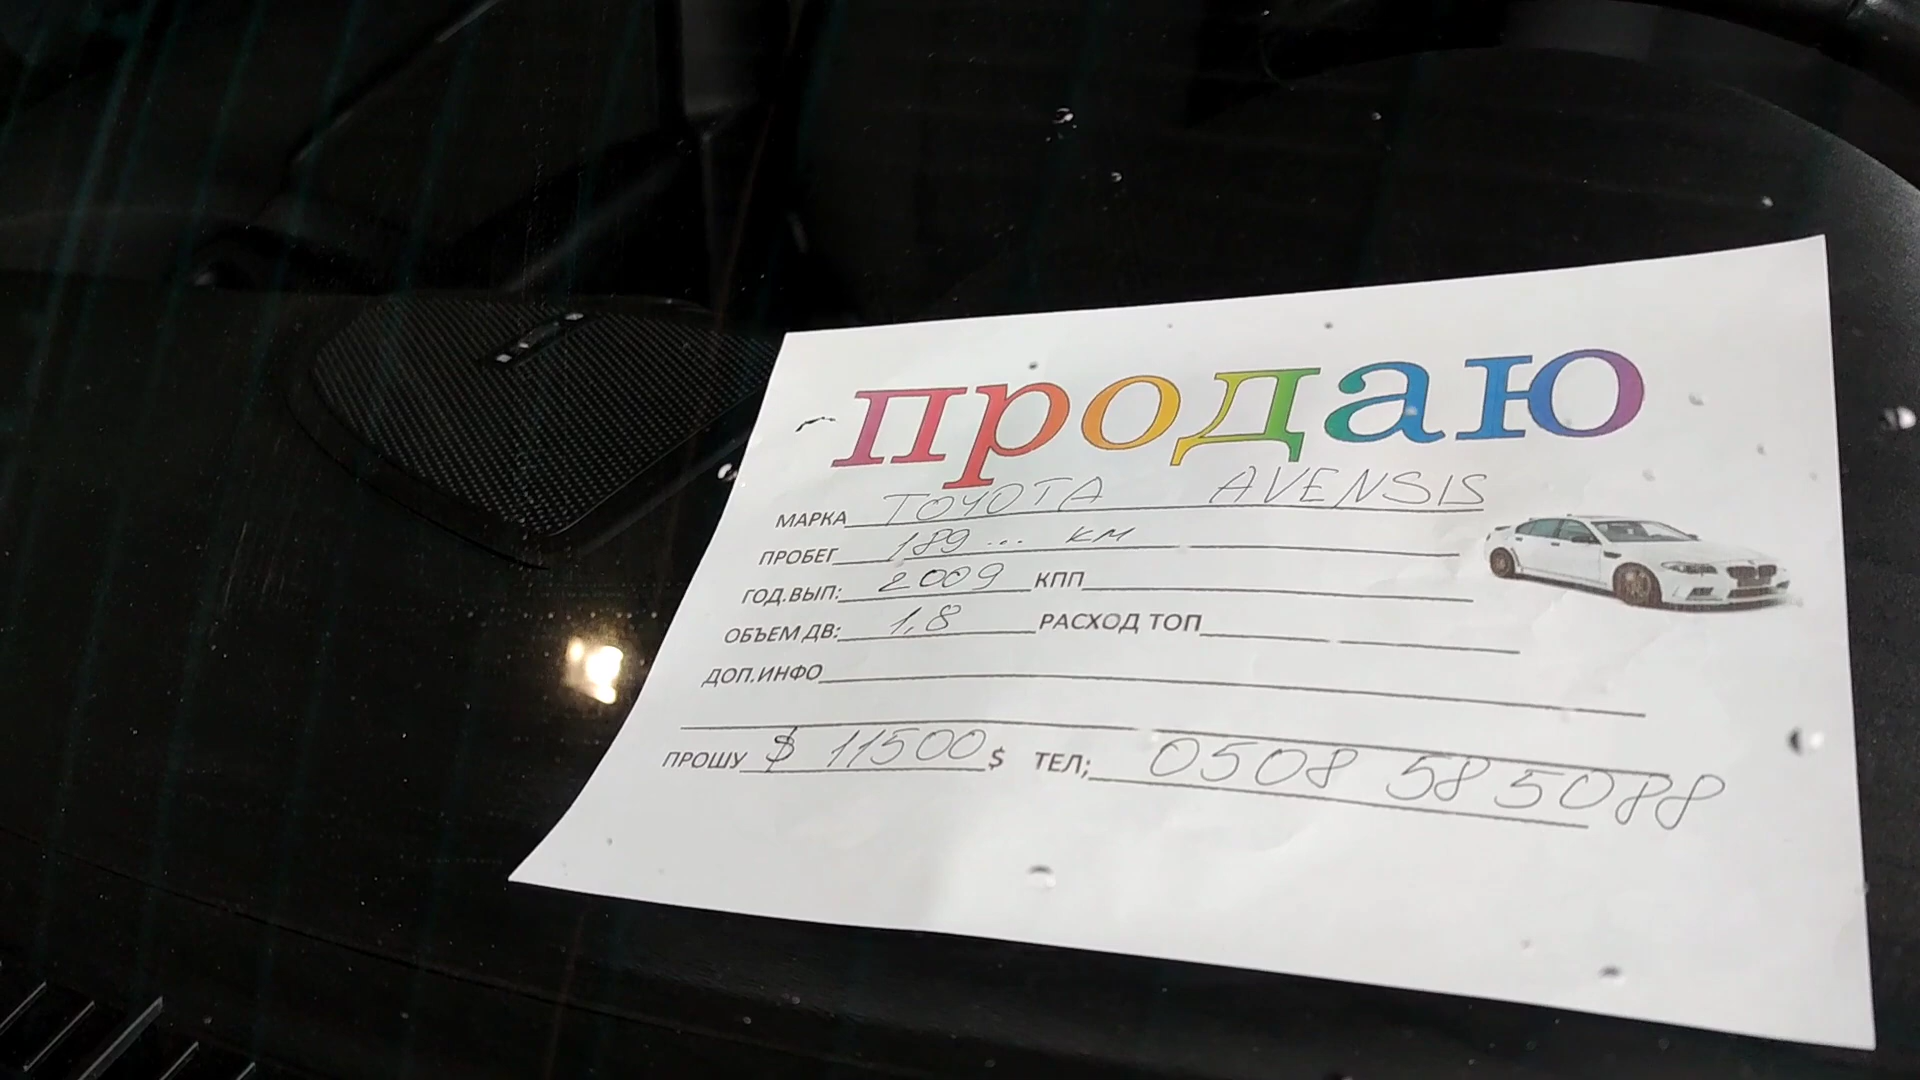 продаю
МАРКА TOYOTA AVENSIS
ПРОБЕГ 189 ... км
ГОД.ВЫП: 2009 КПП
ОБЪЕМ ДВ: 1,8 РАСХОД ТОП
ДОП.ИНФО
ПРОШУ $ 11500 $ ТЕЛ; 0508 585088